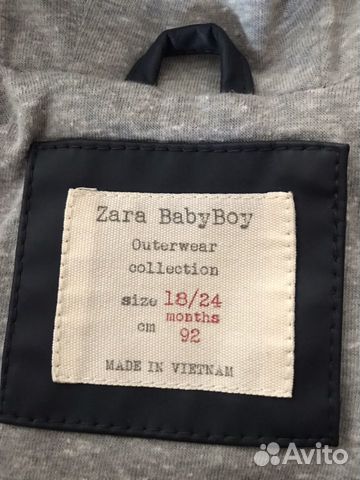 Zara BabyBoy
Outerwear
collection
size 18/24
months
cm 92
MADE IN VIETNAM
Avito